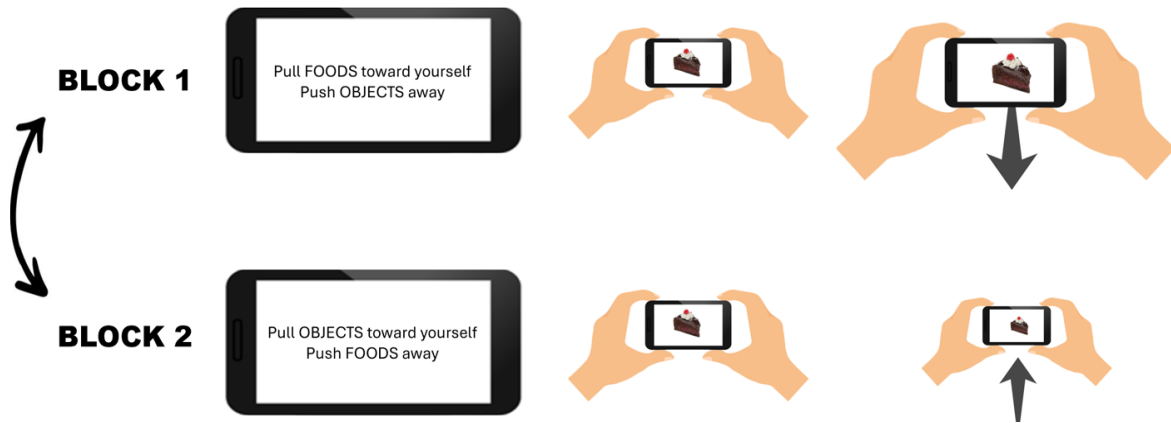 BLOCK 1
Pull FOODS toward yourself
Push OBJECTS away
BLOCK 2
Pull OBJECTS toward yourself
Push FOODS away